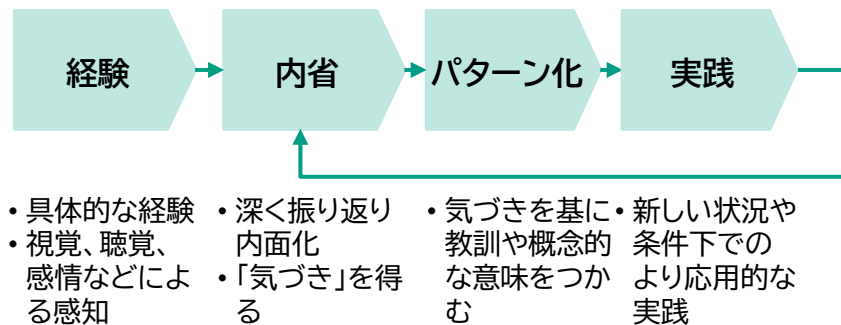 経験
内省
パターン化
実践
• 具体的な経験
• 視覚、聴覚、
感情などによ
る感知
• 深く振り返り
内面化
• 「気づき」を得
る
• 気づきを基に
教訓や概念的
な意味をつか
む
• 新しい状況や
条件下での
より応用的な
実践